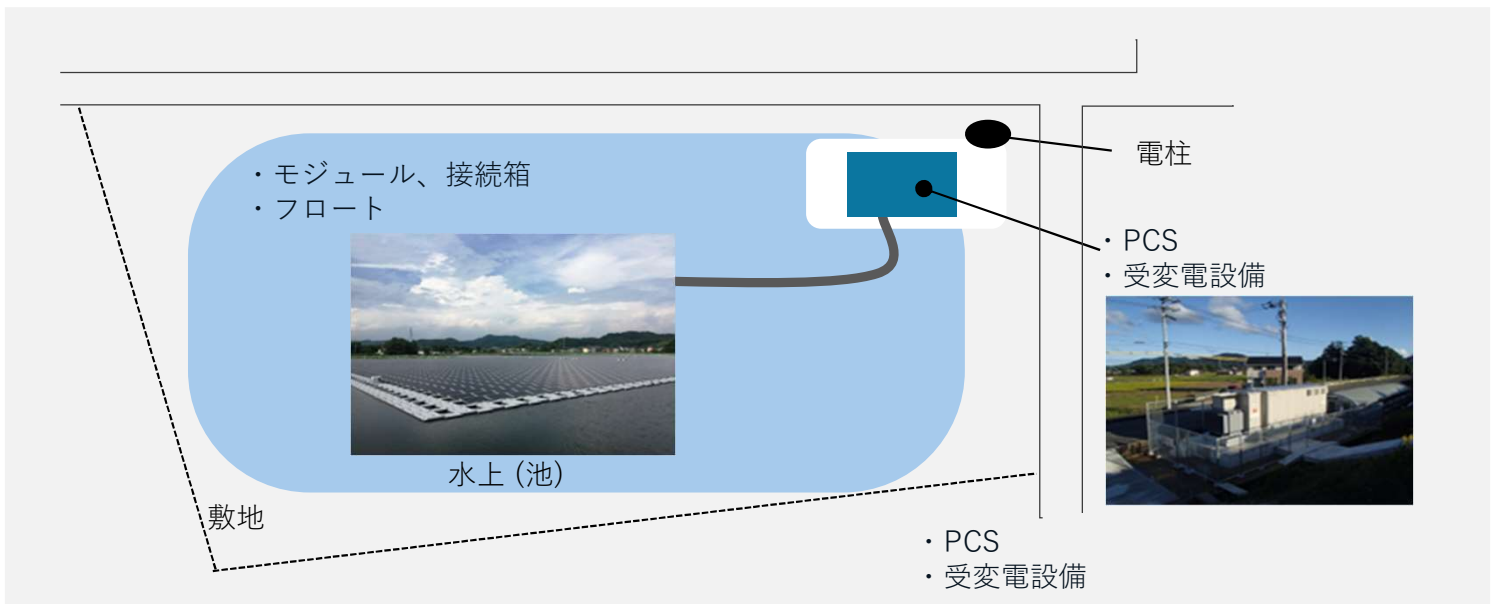 ・モジュール、接続箱
・フロート
電柱
・PCS
・受変電設備
水上 (池)
敷地
・PCS
・受変電設備